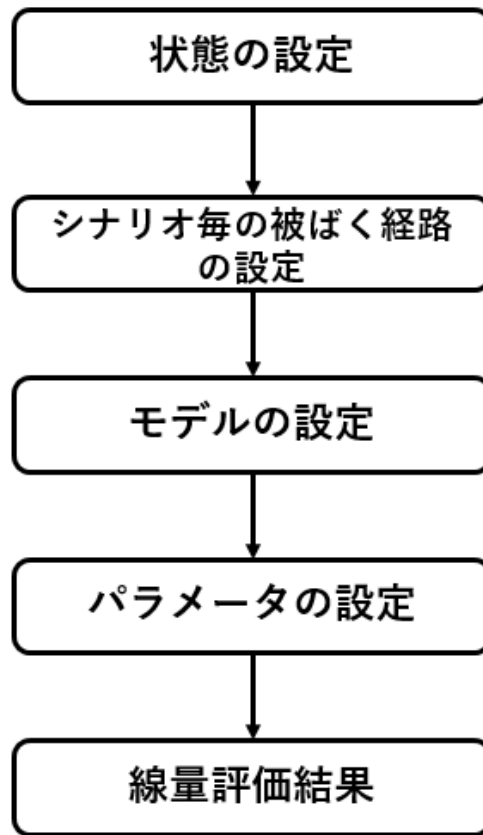 状態の設定
シナリオ毎の被ばく経路
の設定
モデルの設定
パラメータの設定
線量評価結果